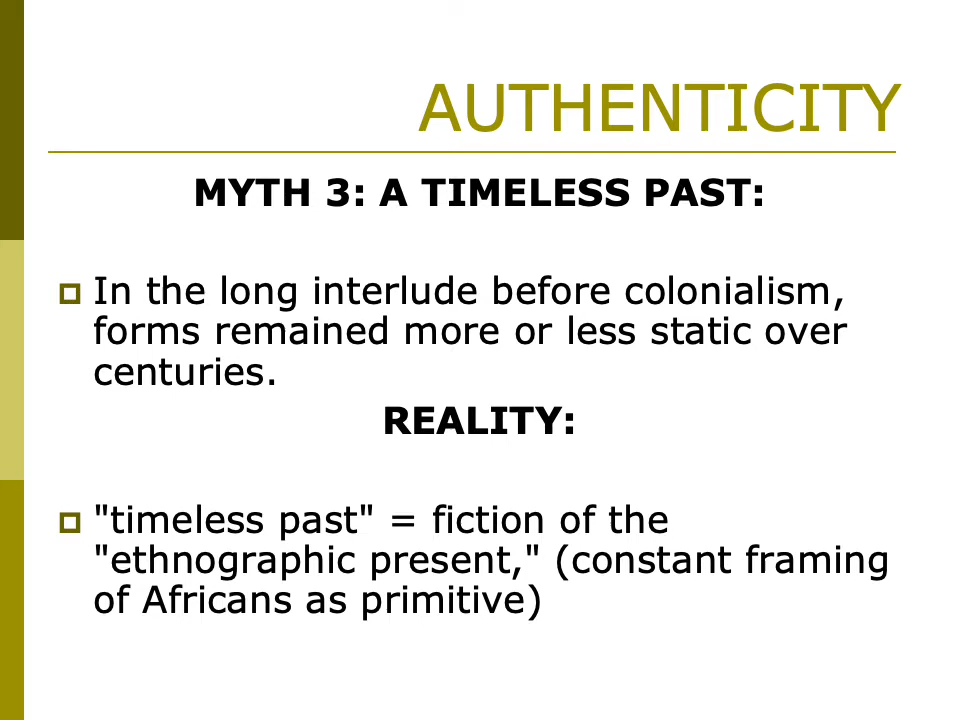 AUTHENTICITY
MYTH 3: A TIMELESS PAST:
In the long interlude before colonialism,
forms remained more or less static over
centuries.
REALITY:
"timeless past" = fiction of the
"ethnographic present," (constant framing
of Africans as primitive)